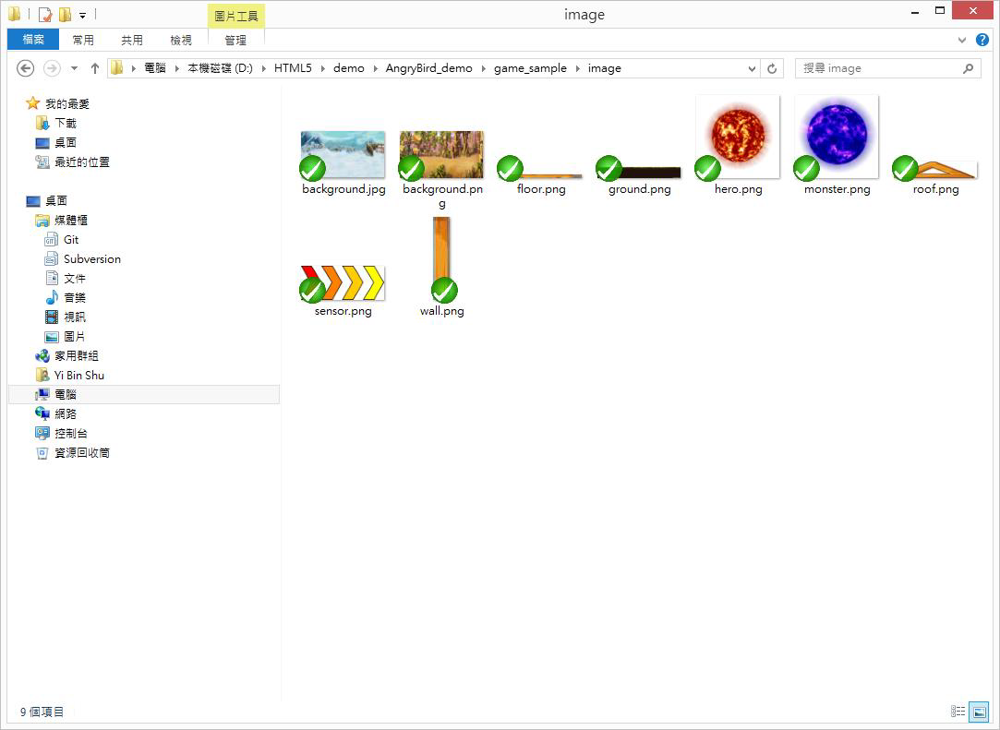 圖片工具
image
檔案
常用
共用
檢視
管理
電腦
本機磁碟 (D:)
HTML5
demo
AngryBird_demo
game_sample
image
搜尋 image
我的最愛
下載
桌面
最近的位置
桌面
媒體櫃
Git
Subversion
文件
音樂
視訊
圖片
家用群組
Yi Bin Shu
電腦
網路
控制台
資源回收筒
background.jpg
background.pn
g
floor.png
ground.png
hero.png
monster.png
roof.png
sensor.png
wall.png
9 個項目